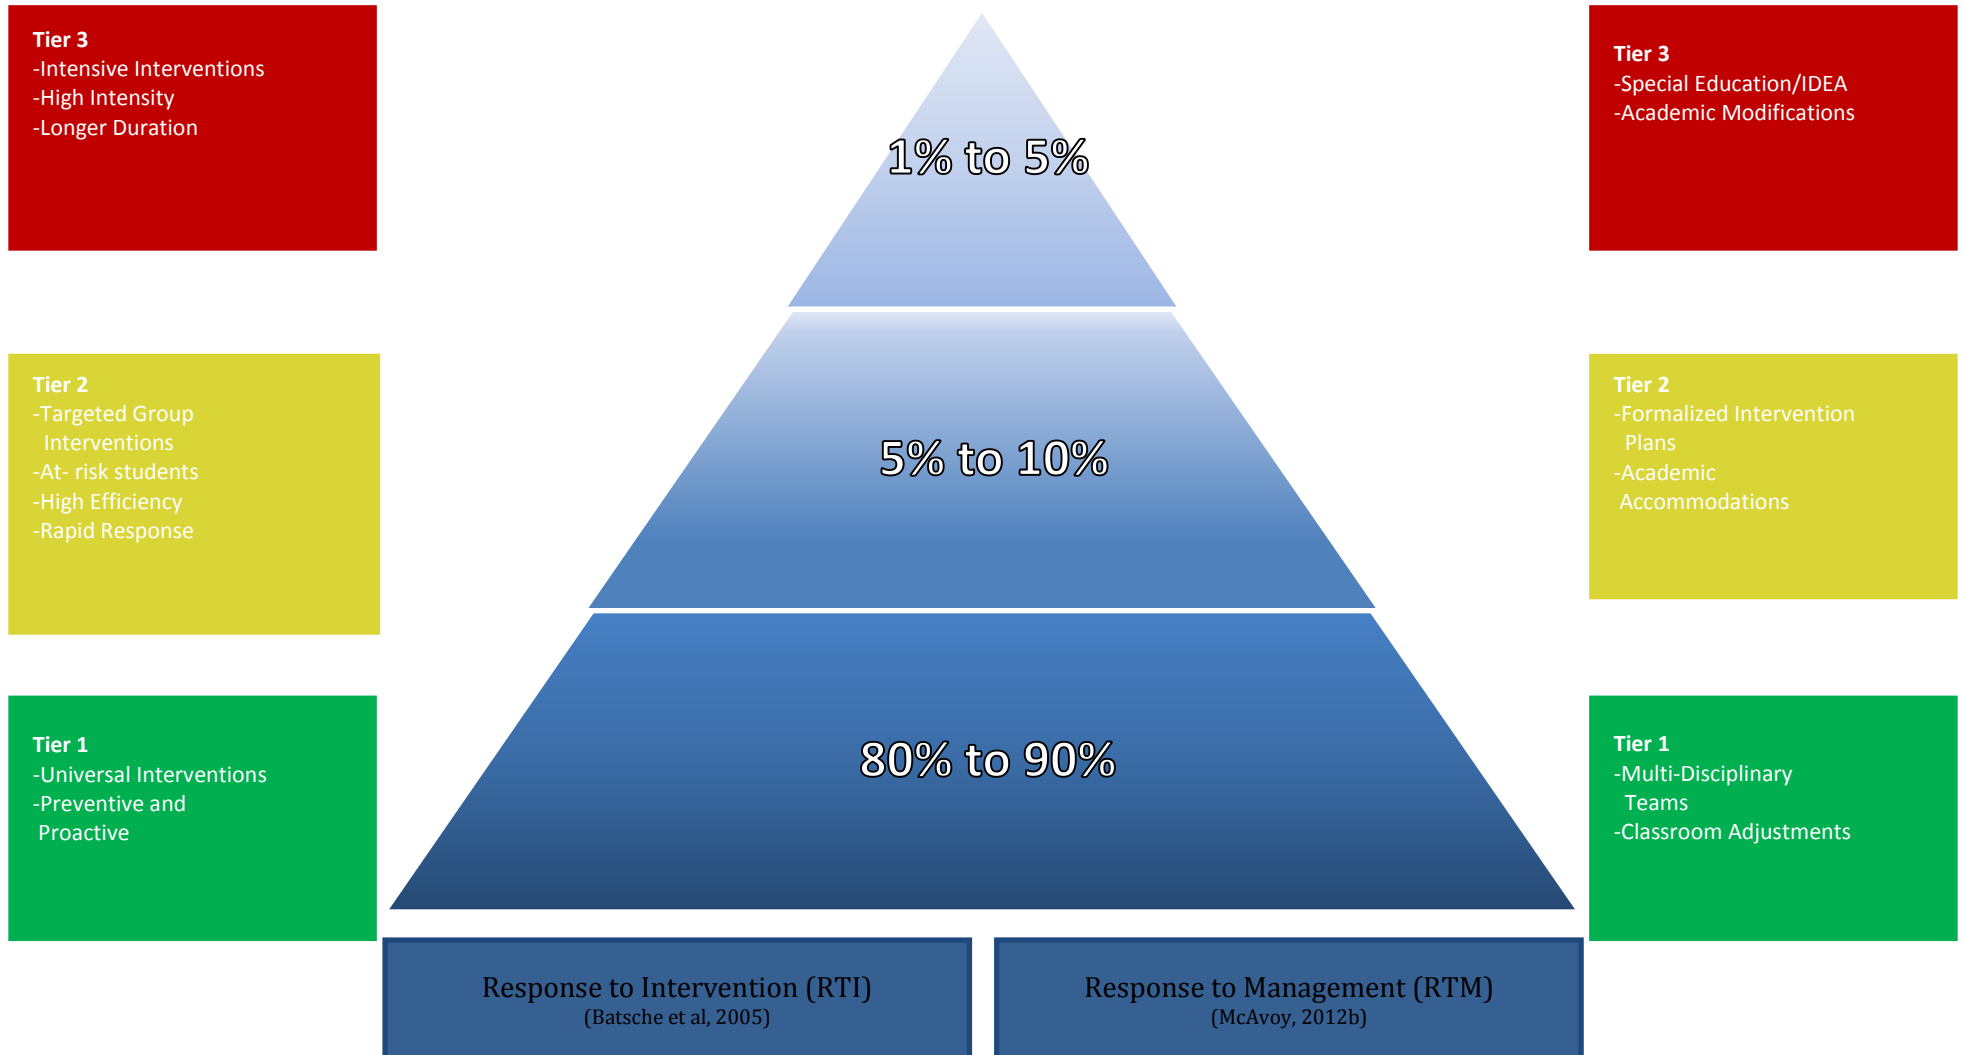 Tier 3
-Intensive Interventions
-High Intensity
-Longer Duration
1% to 5%
Tier 3
-Special Education/IDEA
-Academic Modifications
Tier 2
-Targeted Group
Interventions
-At- risk students
-High Efficiency
-Rapid Response
5% to 10%
Tier 2
-Formalized Intervention
Plans
-Academic
Accommodations
Tier 1
-Universal Interventions
-Preventive and
Proactive
80% to 90%
Tier 1
-Multi-Disciplinary
Teams
-Classroom Adjustments
Response to Intervention (RTI)
(Batsche et al, 2005)
Response to Management (RTM)
(McAvoy, 2012b)